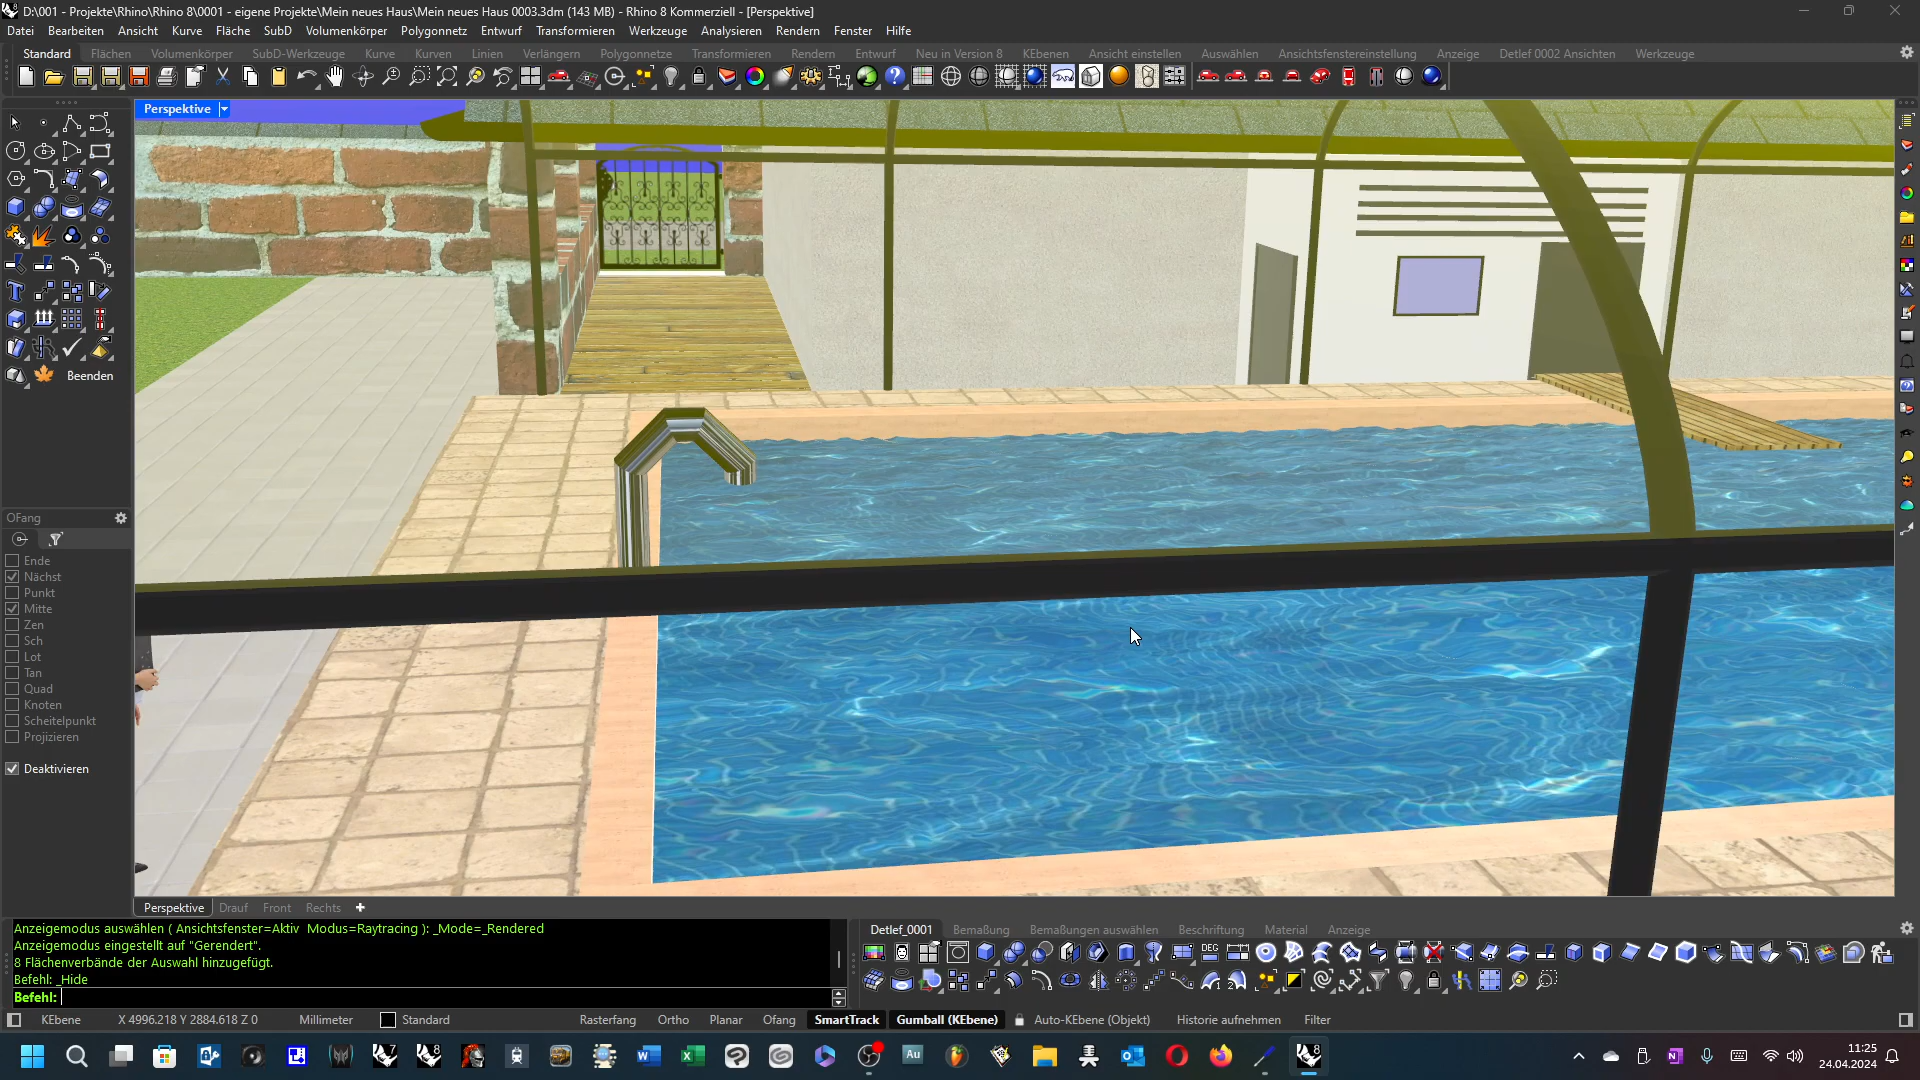 D:\001 - Projekte\Rhino\Rhino 8\0001 - eigene Projekte\Mein neues Haus\Mein neues Haus 0003.3dm (143 MB) - Rhino 8 Kommerziell - [Perspektive]
Datei Bearbeiten Ansicht Kurve Fläche SubD Volumenkörper Polygonnetz Entwurf Transformieren Werkzeuge Analysieren Rendern Fenster Hilfe
Standard Flächen Volumenkörper SubD-Werkzeuge Kurve Kurven Linien Verlängern Polygonnetze Transformieren Rendern Entwurf Neu in Version 8 KEbenen Ansicht einstellen Auswählen Ansichtsfenstereinstellung Anzeige Detlef 0002 Ansichten Werkzeuge
Perspektive
Beenden
OFang
Ende
Nächst
Punkt
Mitte
Zen
Sch
Lot
Tan
Quad
Knoten
Scheitelpunkt
Projizieren
Deaktivieren
Perspektive Drauf Front Rechts
Anzeigemodus auswählen ( Ansichtsfenster=Aktiv Modus=Raytracing ): _Mode=_Rendered
Anzeigemodus eingestellt auf "Gerendert".
8 Flächenverbände der Auswahl hinzugefügt.
Befehl: _Hide
Befehl:
Detlef_0001 Bemaßung Bemaßungen auswählen Beschriftung Material Anzeige
DEG
KEbene X 4996.218 Y 2884.618 Z 0 Millimeter Standard Rasterfang Ortho Planar Ofang SmartTrack Gumball (KEbene) Auto-KEbene (Objekt) Historie aufnehmen Filter
Au
11:25
24.04.2024